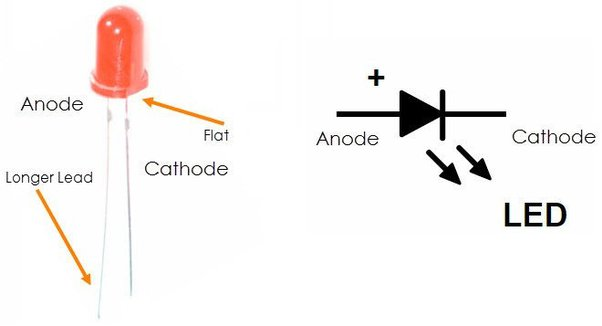 Anode
Flat
Cathode
Longer Lead
+
Anode
Cathode
LED